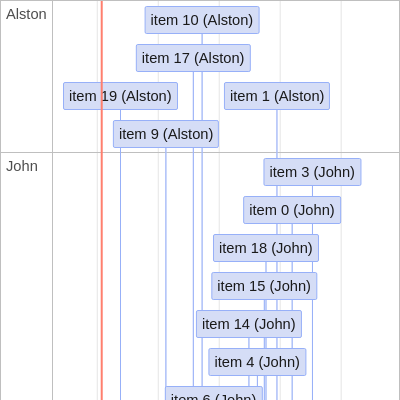 Alston
item 10 (Alston)
item 17 (Alston)
item 19 (Alston)
item 1 (Alston)
item 9 (Alston)
John
item 3 (John)
item 0 (John)
item 18 (John)
item 15 (John)
item 14 (John)
item 4 (John)
item 6 (John)